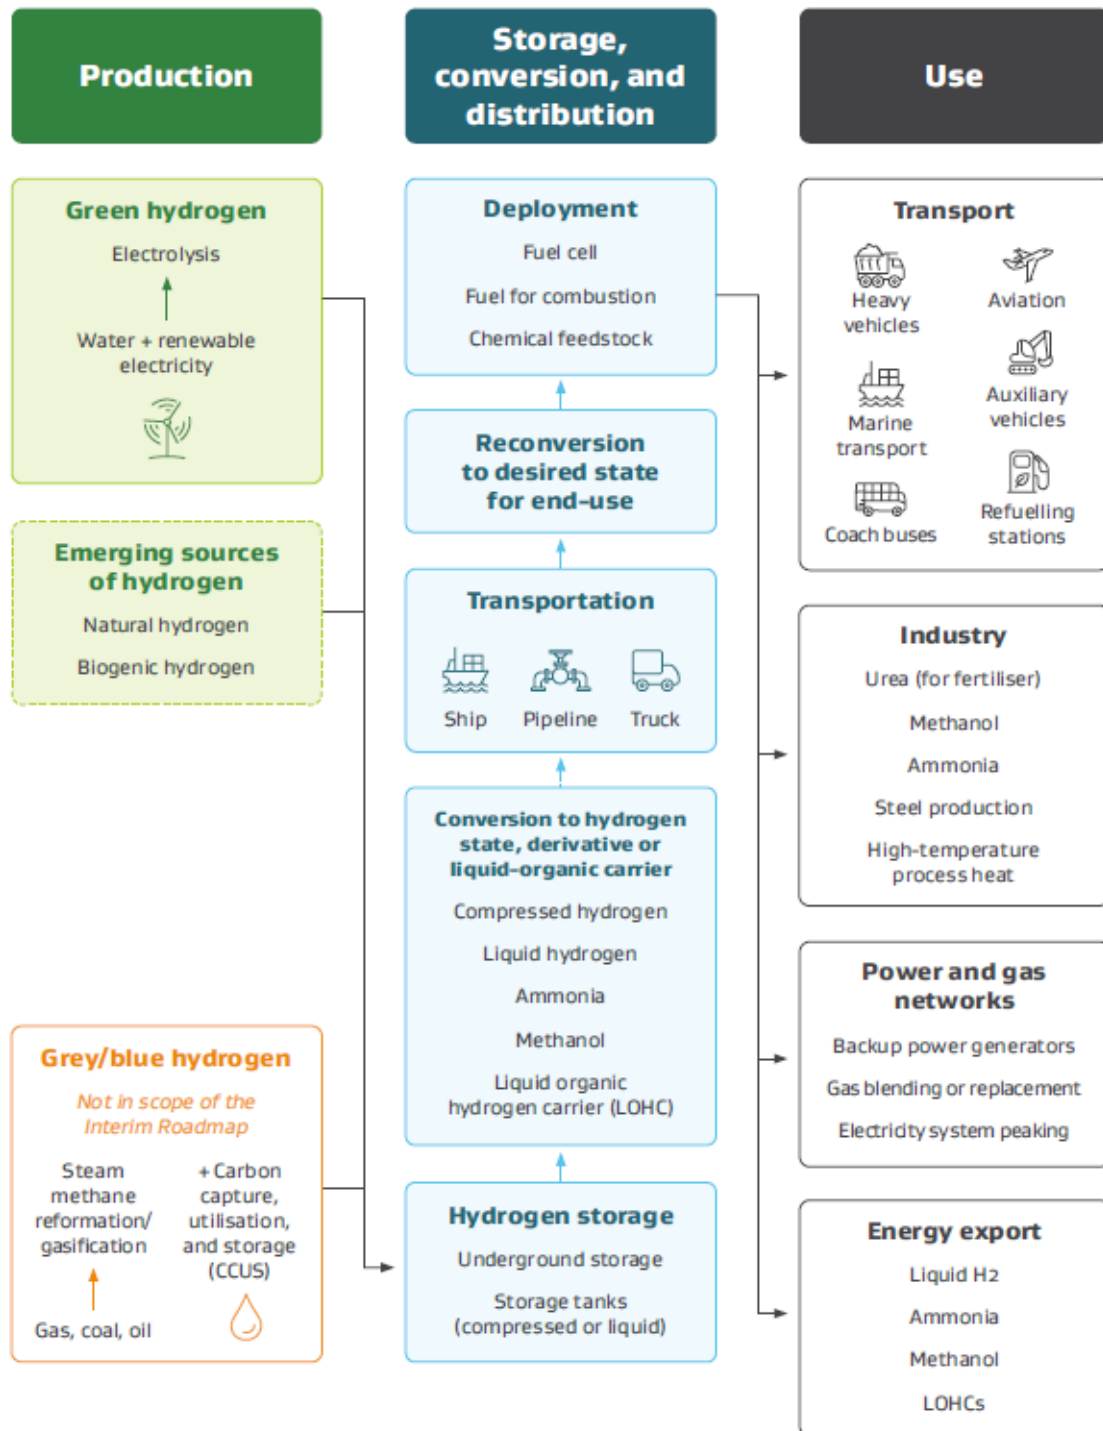 Production
Green hydrogen
Electrolysis
Water + renewable
electricity
Emerging sources
of hydrogen
Natural hydrogen
Biogenic hydrogen
Grey/blue hydrogen
Not in scope of the
Interim Roadmap
Steam
methane
reformation/
gasification
Gas, coal, oil
+ Carbon
capture,
utilisation,
and storage
(CCUS)
Storage,
conversion, and
distribution
Deployment
Fuel cell
Fuel for combustion
Chemical feedstock
Reconversion
to desired state
for end-use
Transportation
Ship
Pipeline
Truck
Conversion to hydrogen
state, derivative or
liquid-organic carrier
Compressed hydrogen
Liquid hydrogen
Ammonia
Methanol
Liquid organic
hydrogen carrier (LOHC)
Hydrogen storage
Underground storage
Storage tanks
(compressed or liquid)
Use
Transport
Heavy
vehicles
Aviation
Marine
transport
Auxiliary
vehicles
Coach buses
Refuelling
stations
Industry
Urea (for fertiliser)
Methanol
Ammonia
Steel production
High-temperature
process heat
Power and gas
networks
Backup power generators
Gas blending or replacement
Electricity system peaking
Energy export
Liquid H2
Ammonia
Methanol
LOHCs